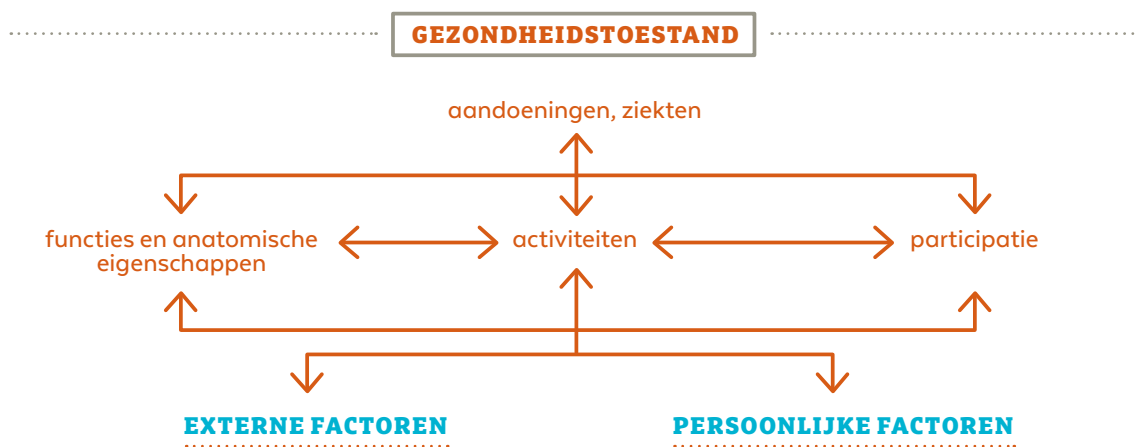 GEZONDHEIDSTOESTAND
aandoeningen, ziekten
functies en anatomische
eigenschappen
activiteiten
participatie
EXTERNE FACTOREN
PERSOONLIJKE FACTOREN